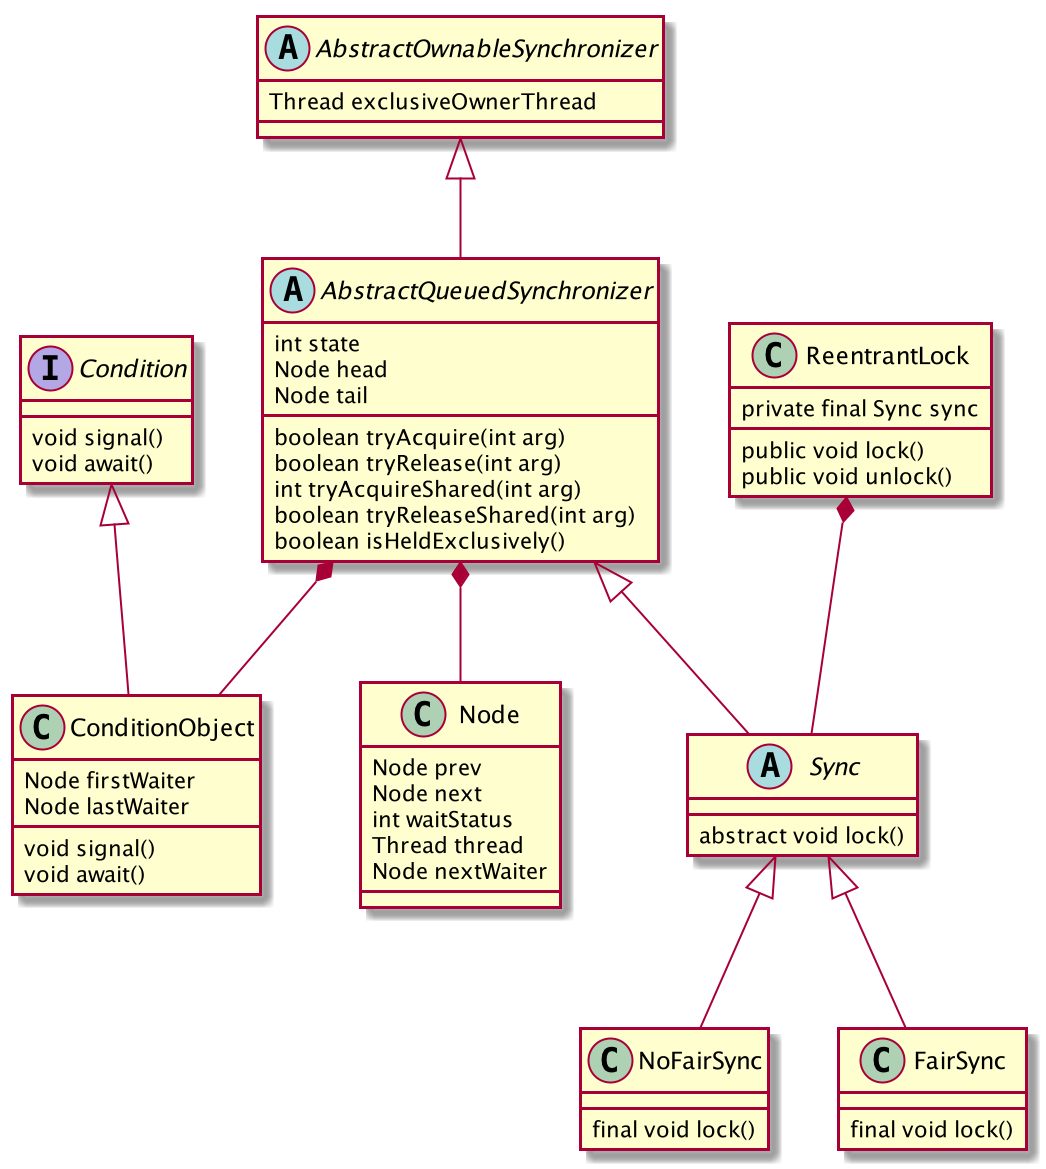 A AbstractOwnableSynchronizer
Thread exclusiveOwnerThread
A AbstractQueuedSynchronizer
int state
Node head
Node tail
boolean tryAcquire(int arg)
boolean tryRelease(int arg)
int tryAcquireShared(int arg)
boolean tryReleaseShared(int arg)
boolean isHeldExclusively()
I Condition
void signal()
void await()
C ReentrantLock
private final Sync sync
public void lock()
public void unlock()
C ConditionObject
Node firstWaiter
Node lastWaiter
void signal()
void await()
C Node
Node prev
Node next
int waitStatus
Thread thread
Node nextWaiter
A Sync
abstract void lock()
C NoFairSync
final void lock()
C FairSync
final void lock()